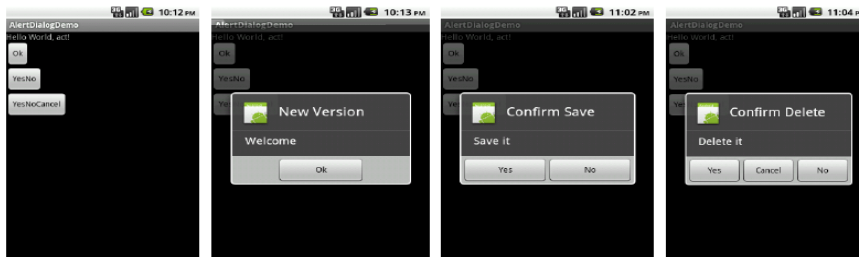 10:12 PM
AlertDialogDemo
Hello World, act!
Ok
YesNo
YesNoCancel
10:13 PM
AlertDialogDemo
Hello World, act!
Ok
YesNo
New Version
Welcome
Ok
11:02 PM
AlertDialogDemo
Hello World, act!
Ok
YesNo
Confirm Save
Save it
Yes No
11:04 P
AlertDialogDemo
Hello World, act!
Ok
YesNo
Confirm Delete
Delete it
Yes Cancel No